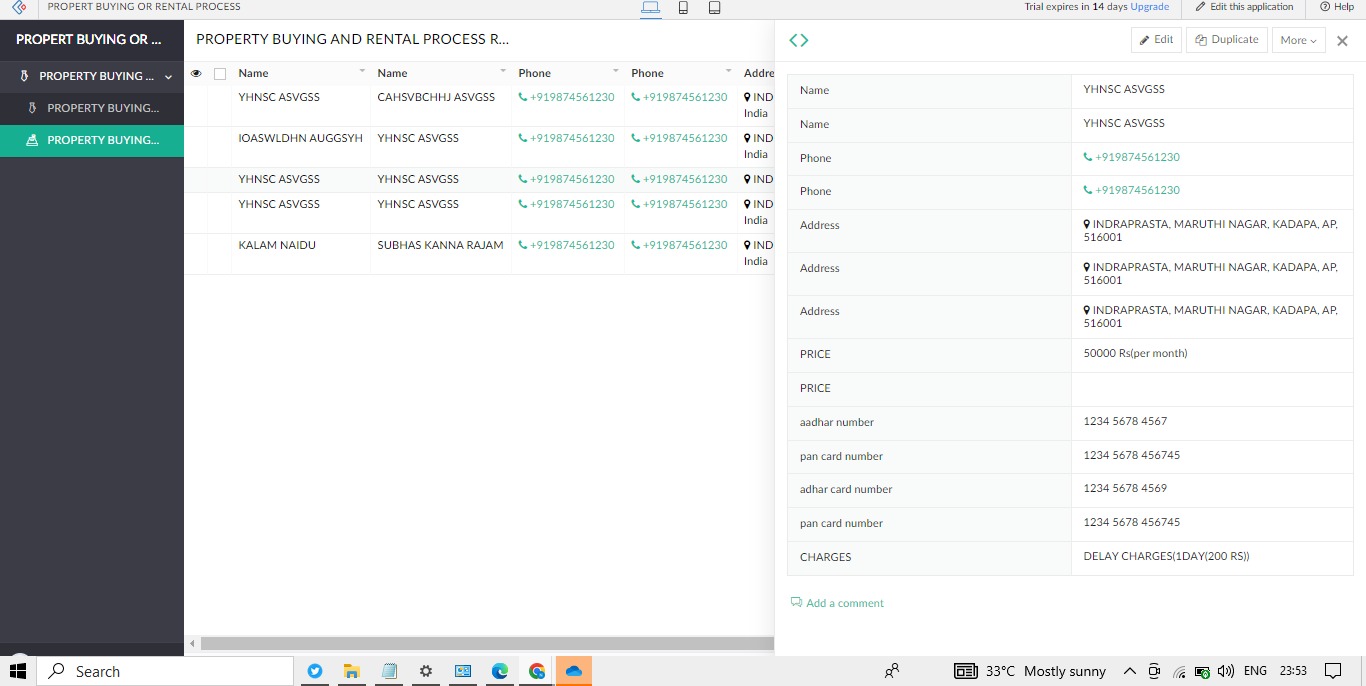 PROPERT BUYING OR RENTAL PROCESS
Trial expires in 14 days Upgrade
Edit this application
Help
PROPERT BUYING OR ...
PROPERTY BUYING ...
PROPERTY BUYING...
PROPERTY BUYING...
PROPERTY BUYING AND RENTAL PROCESS R...
Name Name Phone Phone Addre
YHNSC ASVGSS CAHSVBCHHJ ASVGSS +919874561230 +919874561230 IND
India
IOASWLDHN AUGGSYH YHNSC ASVGSS +919874561230 +919874561230 IND
India
YHNSC ASVGSS YHNSC ASVGSS +919874561230 +919874561230 IND
YHNSC ASVGSS YHNSC ASVGSS +919874561230 +919874561230 IND
India
KALAM NAIDU SUBHAS KANNA RAJAM +919874561230 +919874561230 IND
India
Edit Duplicate More
Name YHNSC ASVGSS
Name YHNSC ASVGSS
Phone +919874561230
Phone +919874561230
Address INDRAPRASTA, MARUTHI NAGAR, KADAPA, AP,
516001
Address INDRAPRASTA, MARUTHI NAGAR, KADAPA, AP,
516001
Address INDRAPRASTA, MARUTHI NAGAR, KADAPA, AP,
516001
PRICE 50000 Rs(per month)
PRICE
aadhar number 1234 5678 4567
pan card number 1234 5678 456745
adhar card number 1234 5678 4569
pan card number 1234 5678 456745
CHARGES DELAY CHARGES(1DAY(200 RS))
Add a comment
Search
33°C Mostly sunny
ENG
23:53